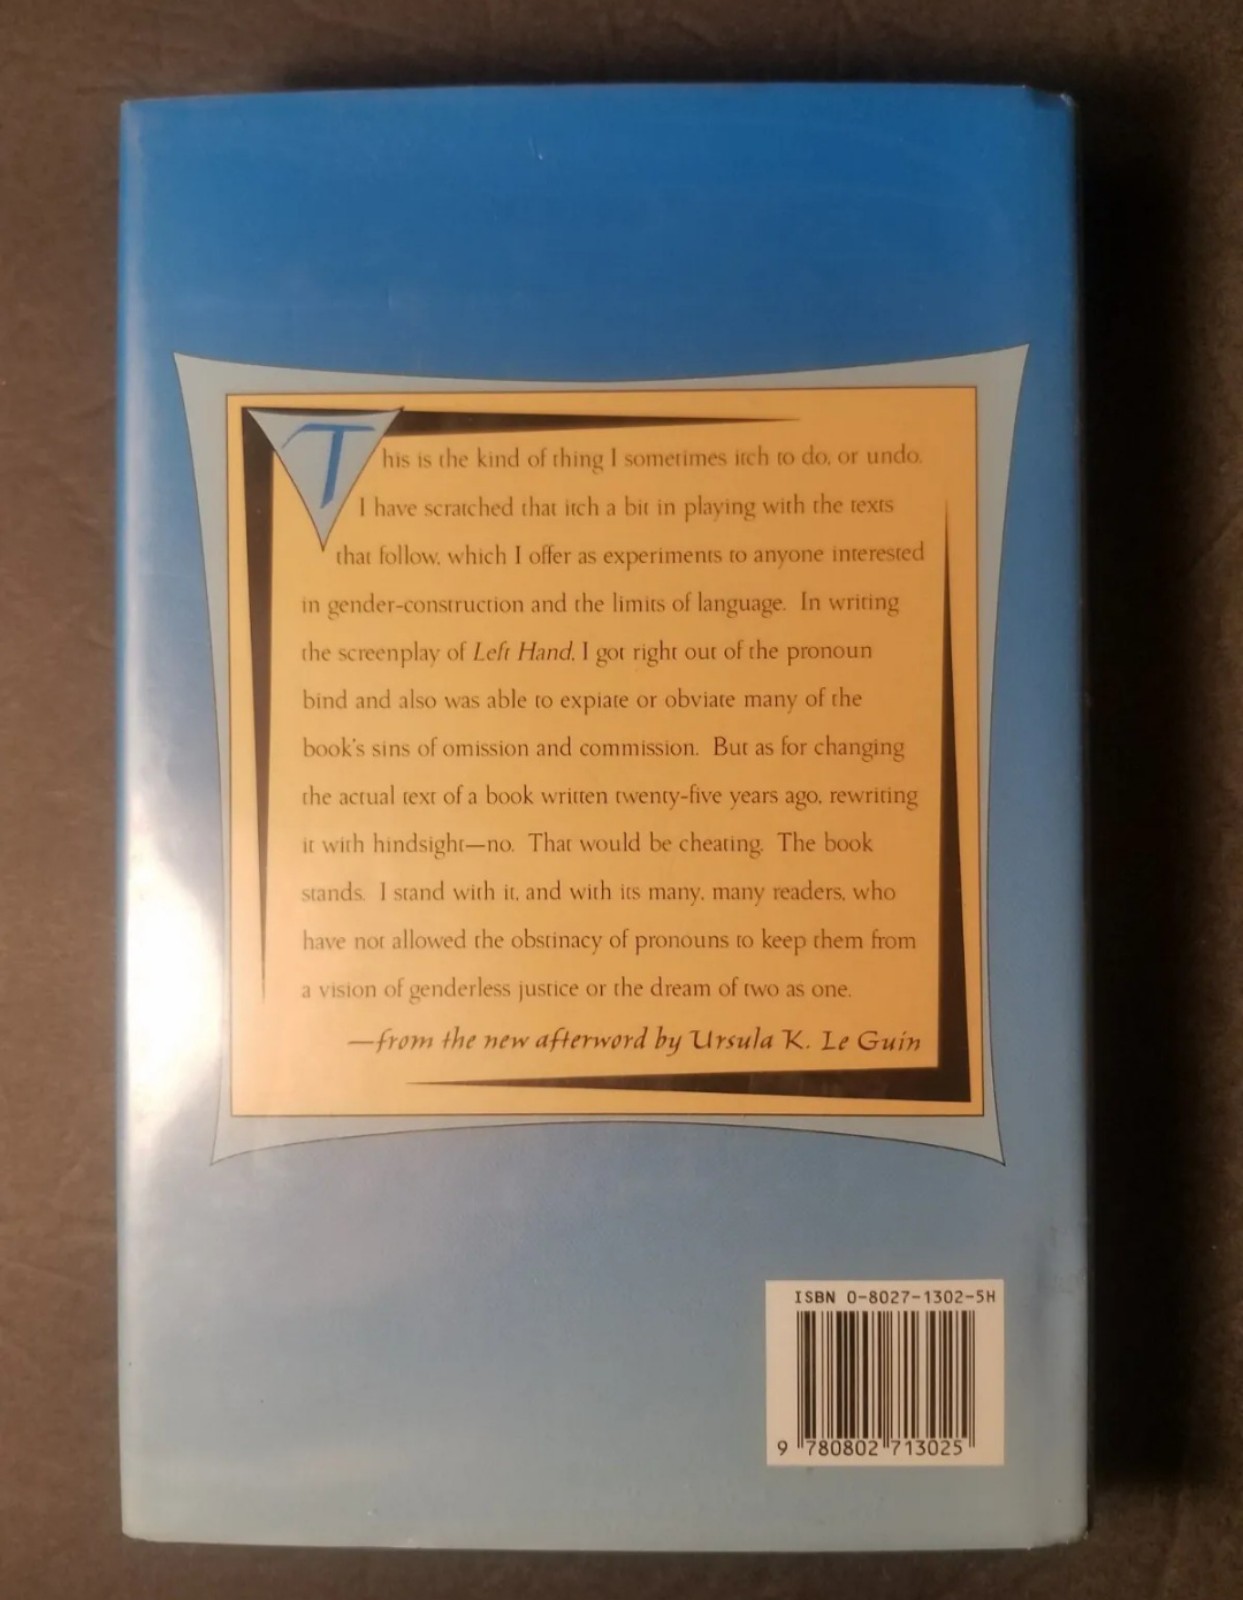 This is the kind of thing I sometimes itch to do, or undo.
I have scratched that itch a bit in playing with the texts
that follow, which I offer as experiments to anyone interested
in gender-construction and the limits of language. In writing
the screenplay of Left Hand, I got right out of the pronoun
bind and also was able to expiate or obviate many of the
book's sins of omission and commission. But as for changing
the actual text of a book written twenty-five years ago, rewriting
it with hindsight—no. That would be cheating. The book
stands. I stand with it, and with its many, many readers, who
have not allowed the obstinacy of pronouns to keep them from
a vision of genderless justice or the dream of two as one.
—from the new afterword by Ursula K. Le Guin
ISBN 0-8027-1302-5H
9 780802 713025